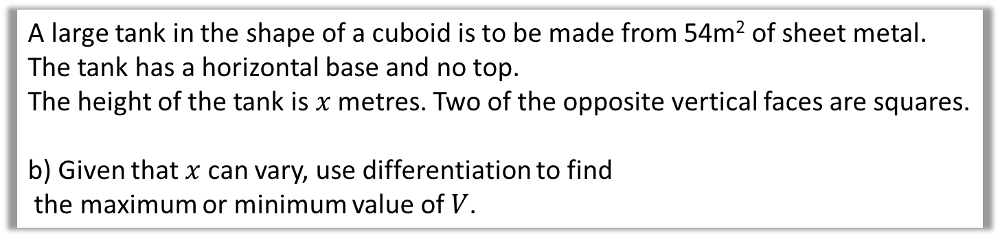 A large tank in the shape of a cuboid is to be made from 54m² of sheet metal.
The tank has a horizontal base and no top.
The height of the tank is 𝑥 metres. Two of the opposite vertical faces are squares.
b) Given that 𝑥 can vary, use differentiation to find
the maximum or minimum value of 𝑉.